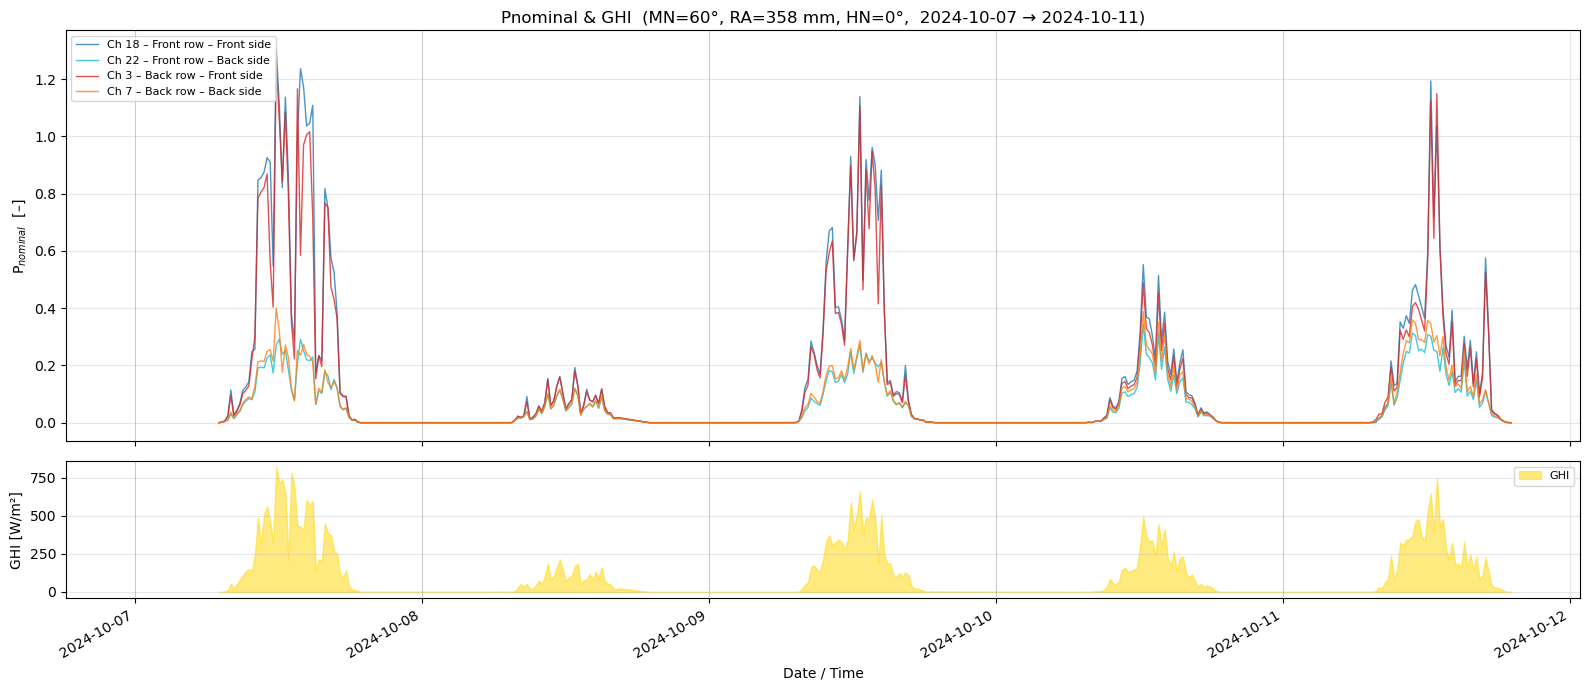 Pnominal & GHI  (MN=60°, RA=358 mm, HN=0°,  2024-10-07 → 2024-10-11)
Ch 18 – Front row – Front side
Ch 22 – Front row – Back side
Ch 3 – Back row – Front side
Ch 7 – Back row – Back side
1.2
1.0
0.8
0.6
0.4
0.2
0.0
Pnominal [–]
GHI
750
500
250
0
GHI [W/m²]
2024-10-07
2024-10-08
2024-10-09
2024-10-10
2024-10-11
2024-10-12
Date / Time